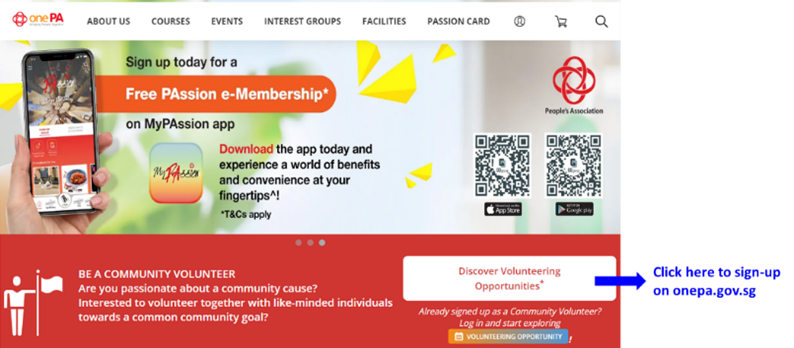 onePA
ABOUT US COURSES EVENTS INTEREST GROUPS FACILITIES PASSION CARD
Sign up today for a
Free PAssion e-Membership*
on MyPAssion app
Download the app today and
experience a world of benefits
and convenience at your
fingertips^!
*T&Cs apply
MyPAssion
People's Association
App Store
Google play
BE A COMMUNITY VOLUNTEER
Are you passionate about a community cause?
Interested to volunteer together with like-minded individuals
towards a common community goal?
Discover Volunteering
Opportunities*
Already signed up as a Community Volunteer?
Log in and start exploring
VOLUNTEERING OPPORTUNITY !
Click here to sign-up
on onepa.gov.sg